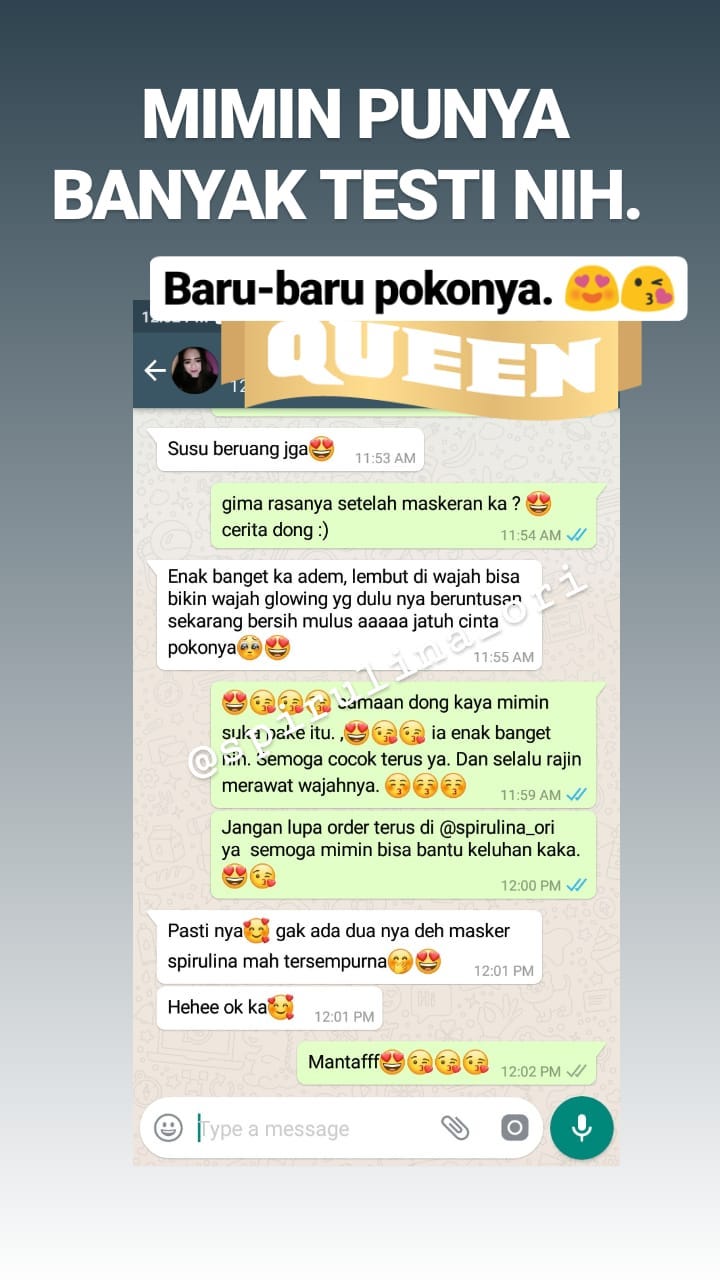 MIMIN PUNYA
BANYAK TESTI NIH.
Baru-baru pokonya. 😍😘
QUEEN
Susu beruang jga😍
11:53 AM
gima rasanya setelah maskeran ka ? 😍
cerita dong :)
11:54 AM
Enak banget ka adem, lembut di wajah bisa
bikin wajah glowing yg dulu nya beruntusan
sekarang bersih mulus aaaaa jatuh cinta
pokonya🥺😍
11:55 AM
😍😘😘😘 samaan dong kaya mimin
suka pake itu. ,😍😘😘 ia enak banget
nih. Semoga cocok terus ya. Dan selalu rajin
merawat wajahnya. 😚😚😚
11:59 AM
@spirulina_ori
Jangan lupa order terus di @spirulina_ori
ya  semoga mimin bisa bantu keluhan kaka.
😍😘
12:00 PM
Pasti nya🥰 gak ada dua nya deh masker
spirulina mah tersempurna🤭😍
12:01 PM
Hehee ok ka🥰
12:01 PM
Mantafff😍😘😘😘
12:02 PM
Type a message